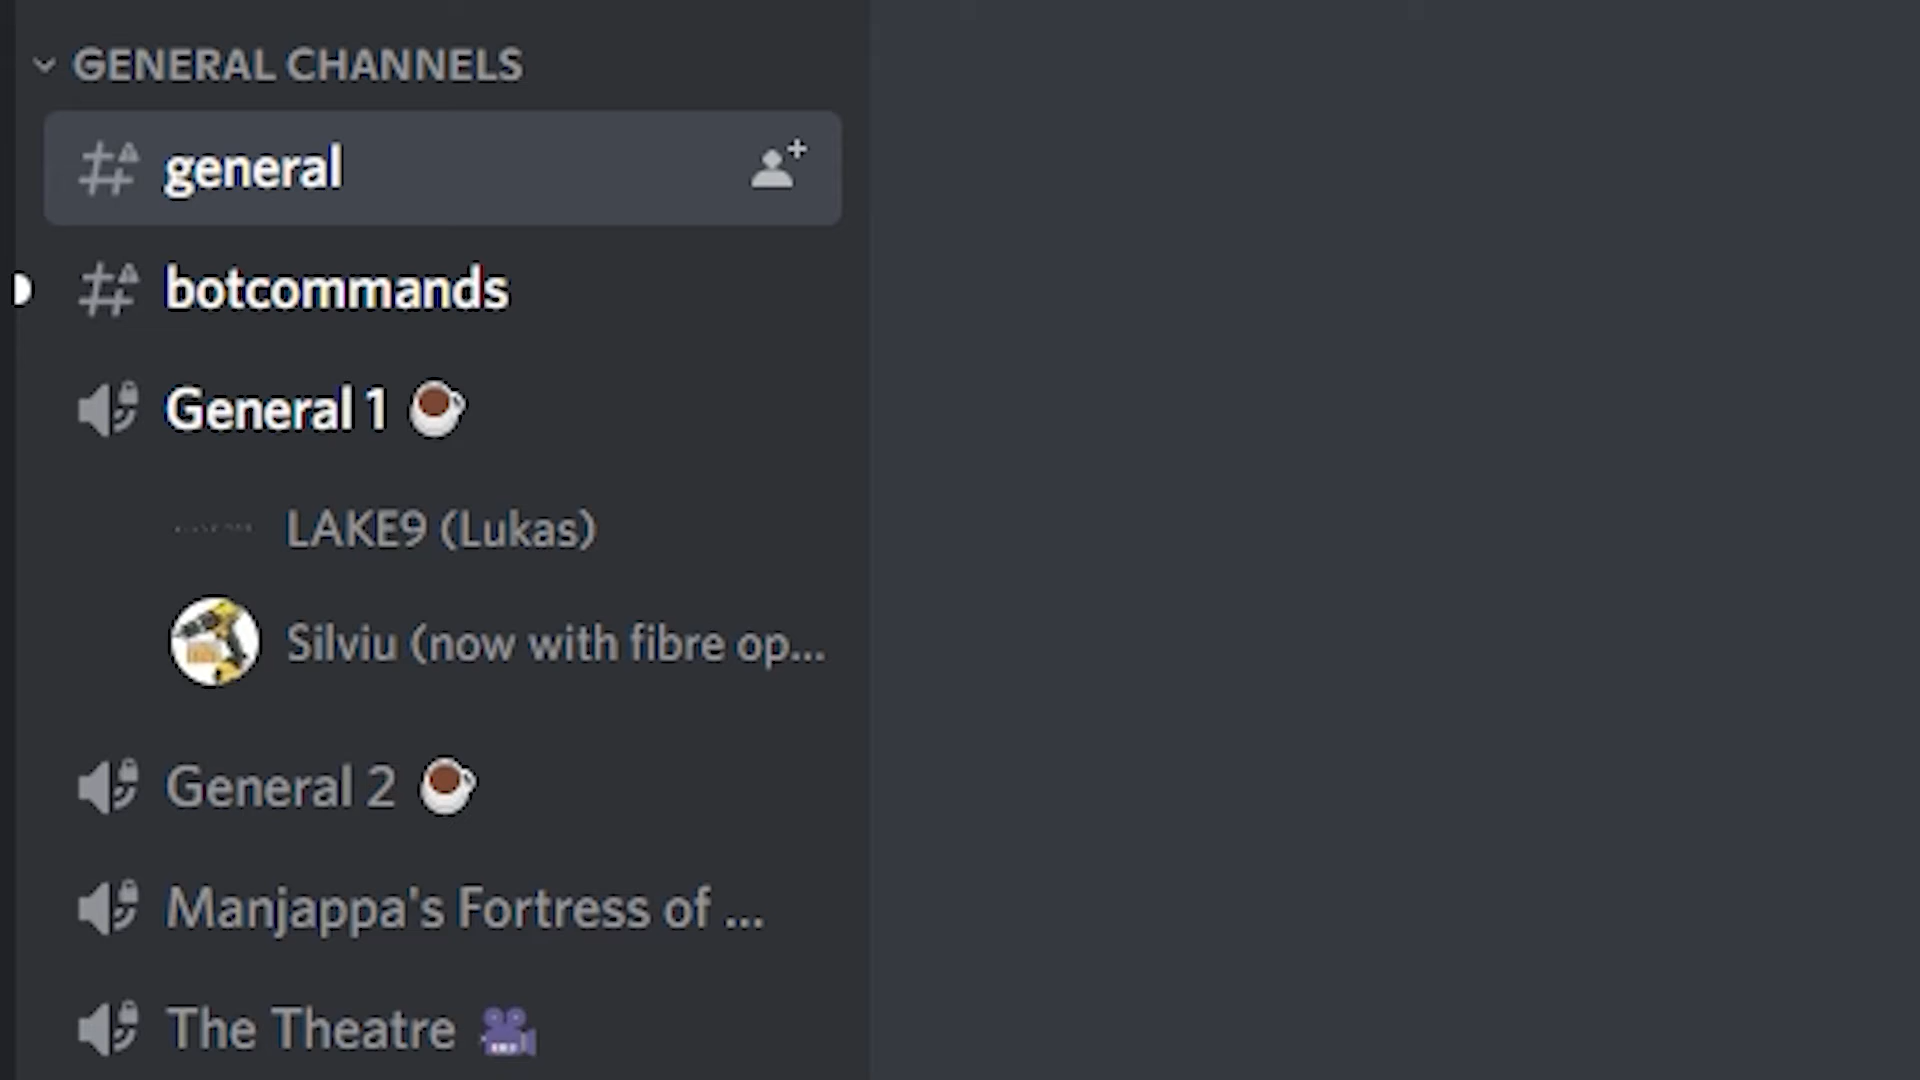 GENERAL CHANNELS
general
botcommands
General 1 ☕
LAKE9 (Lukas)
Silviu (now with fibre op...
General 2 ☕
Manjappa's Fortress of ...
The Theatre 🎥